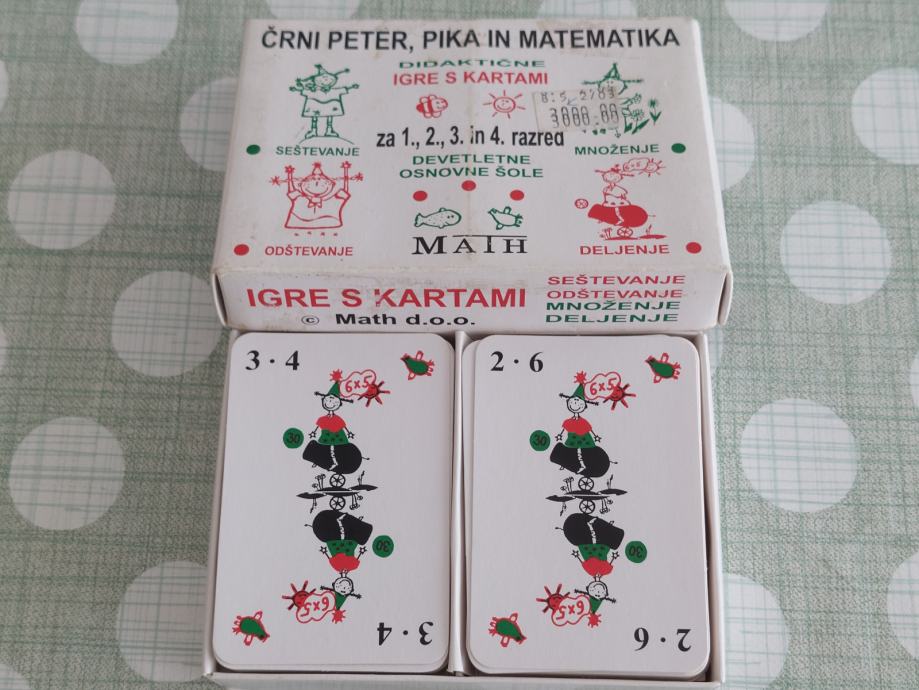 ČRNI PETER, PIKA IN MATEMATIKA
DIDAKTIČNE
IGRE S KARTAMI
3000.00
za 1., 2., 3. in 4. razred
SEŠTEVANJE
MNOŽENJE
DEVETLETNE
OSNOVNE ŠOLE
ODŠTEVANJE
MATH
DELJENJE
IGRE S KARTAMI
© Math d.o.o.
SEŠTEVANJE
ODŠTEVANJE
MNOŽENJE
DELJENJE
3 · 4
6x5
30
30
6x5
3 · 4
2 · 6
6x5
30
30
6x5
2 · 6